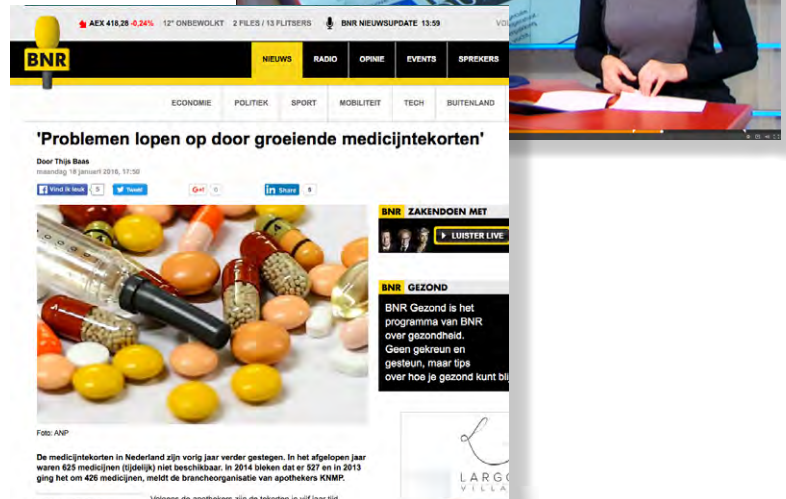 AEX 418,28 -0,24% 12° ONBEWOLKT 2 FILES / 13 FLITSERS BNR NIEUWSUPDATE 13:59
BNR
NIEUWS RADIO OPINIE EVENTS SPREKERS
ECONOMIE POLITIEK SPORT MOBILITEIT TECH BUITENLAND
'Problemen lopen op door groeiende medicijntekorten'
Door Thijs Baas
maandag 18 januari 2016, 17:50
Vind ik leuk 5 Tweet G+1 0 in Share 9
BNR ZAKENDOEN MET
LUISTER LIVE
BNR GEZOND
BNR Gezond is het
programma van BNR
over gezondheid.
Geen gekreun en
gesteun, maar tips
over hoe je gezond kunt
Foto: ANP
De medicijntekorten in Nederland zijn vorig jaar verder gestegen. In het afgelopen jaar
waren 625 medicijnen (tijdelijk) niet beschikbaar. In 2014 bleken dat er 527 en in 2013
ging het om 426 medicijnen, meldt de brancheorganisatie van apothekers KNMP.
VILLA